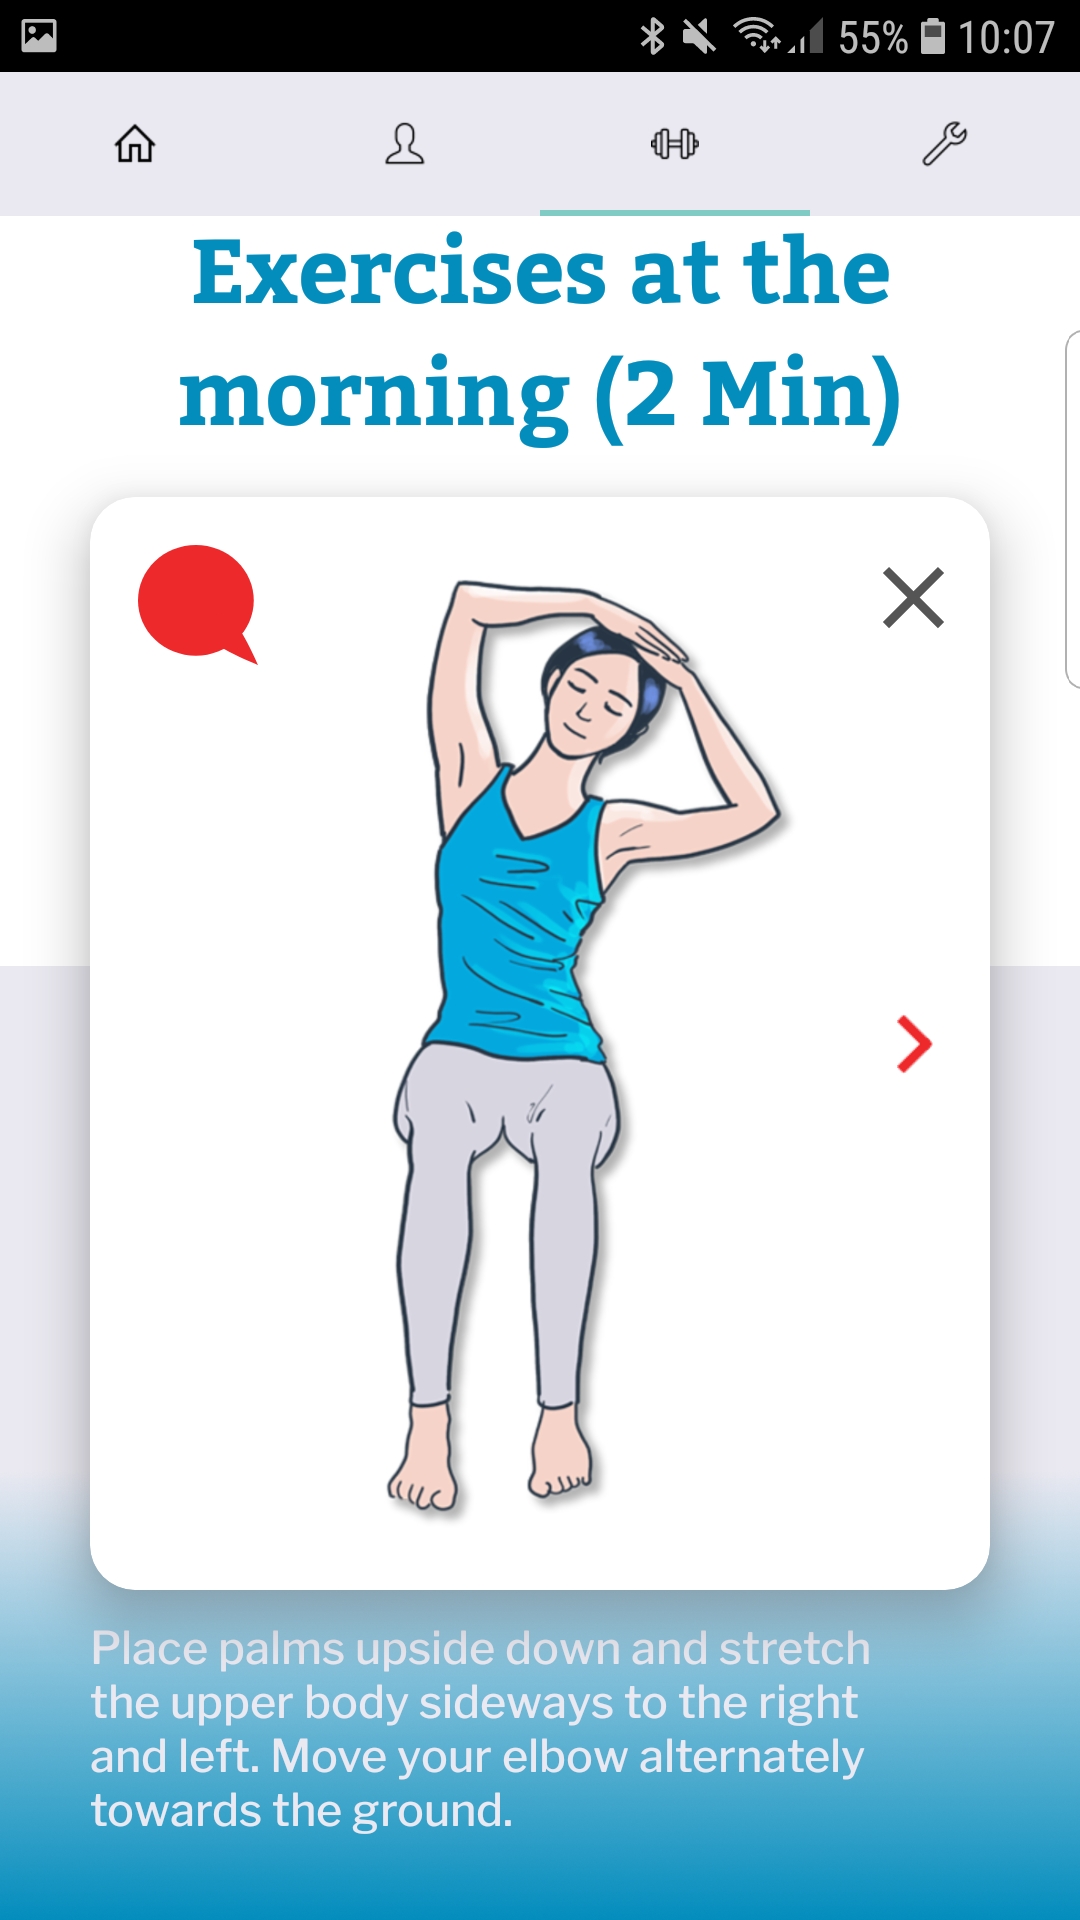 55% 10:07
Exercises at the
morning (2 Min)
Place palms upside down and stretch
the upper body sideways to the right
and left. Move your elbow alternately
towards the ground.